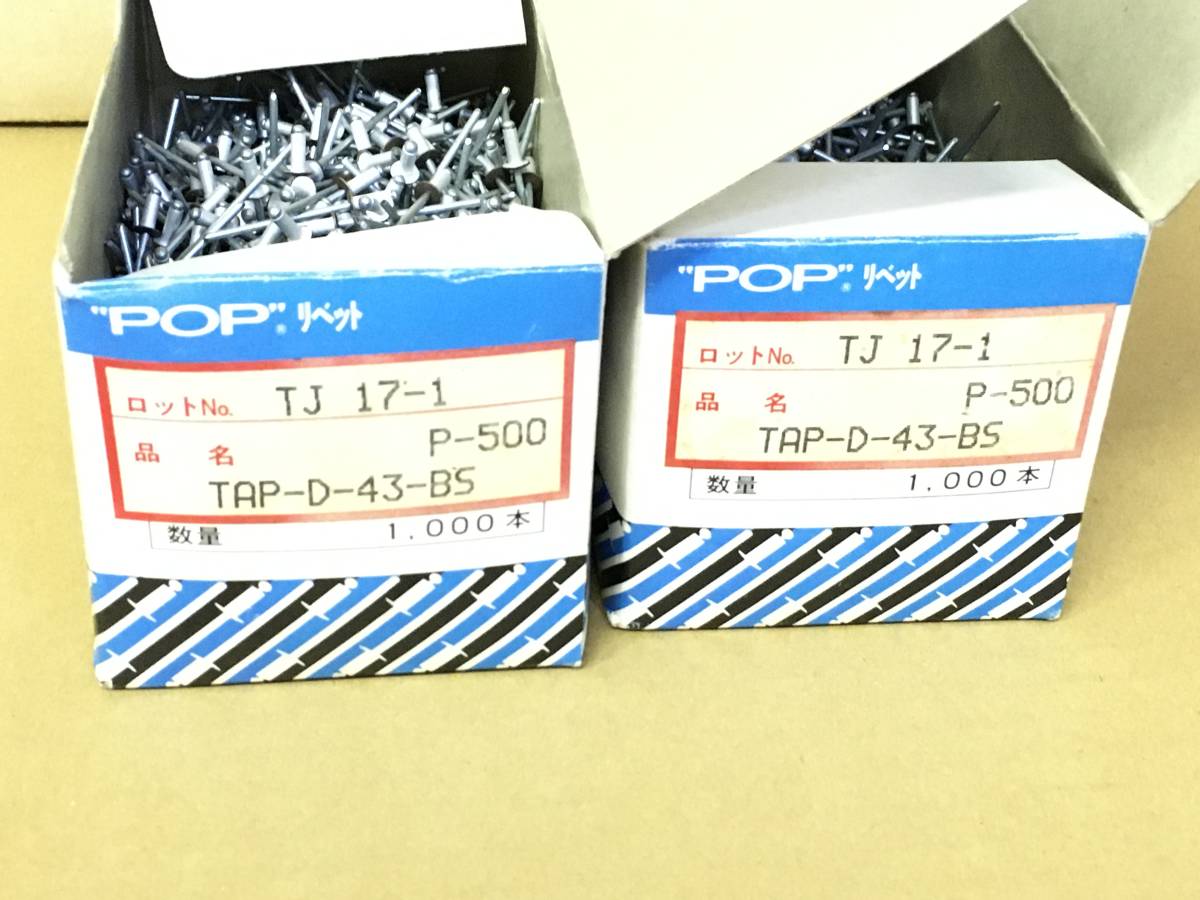 "POP"® リベット
ロットNo. TJ 17-1
品 名 P-500
TAP-D-43-BS
数量 1,000本
"POP"® リベット
ロットNo. TJ 17-1
品 名 P-500
TAP-D-43-BS
数量 1,000本